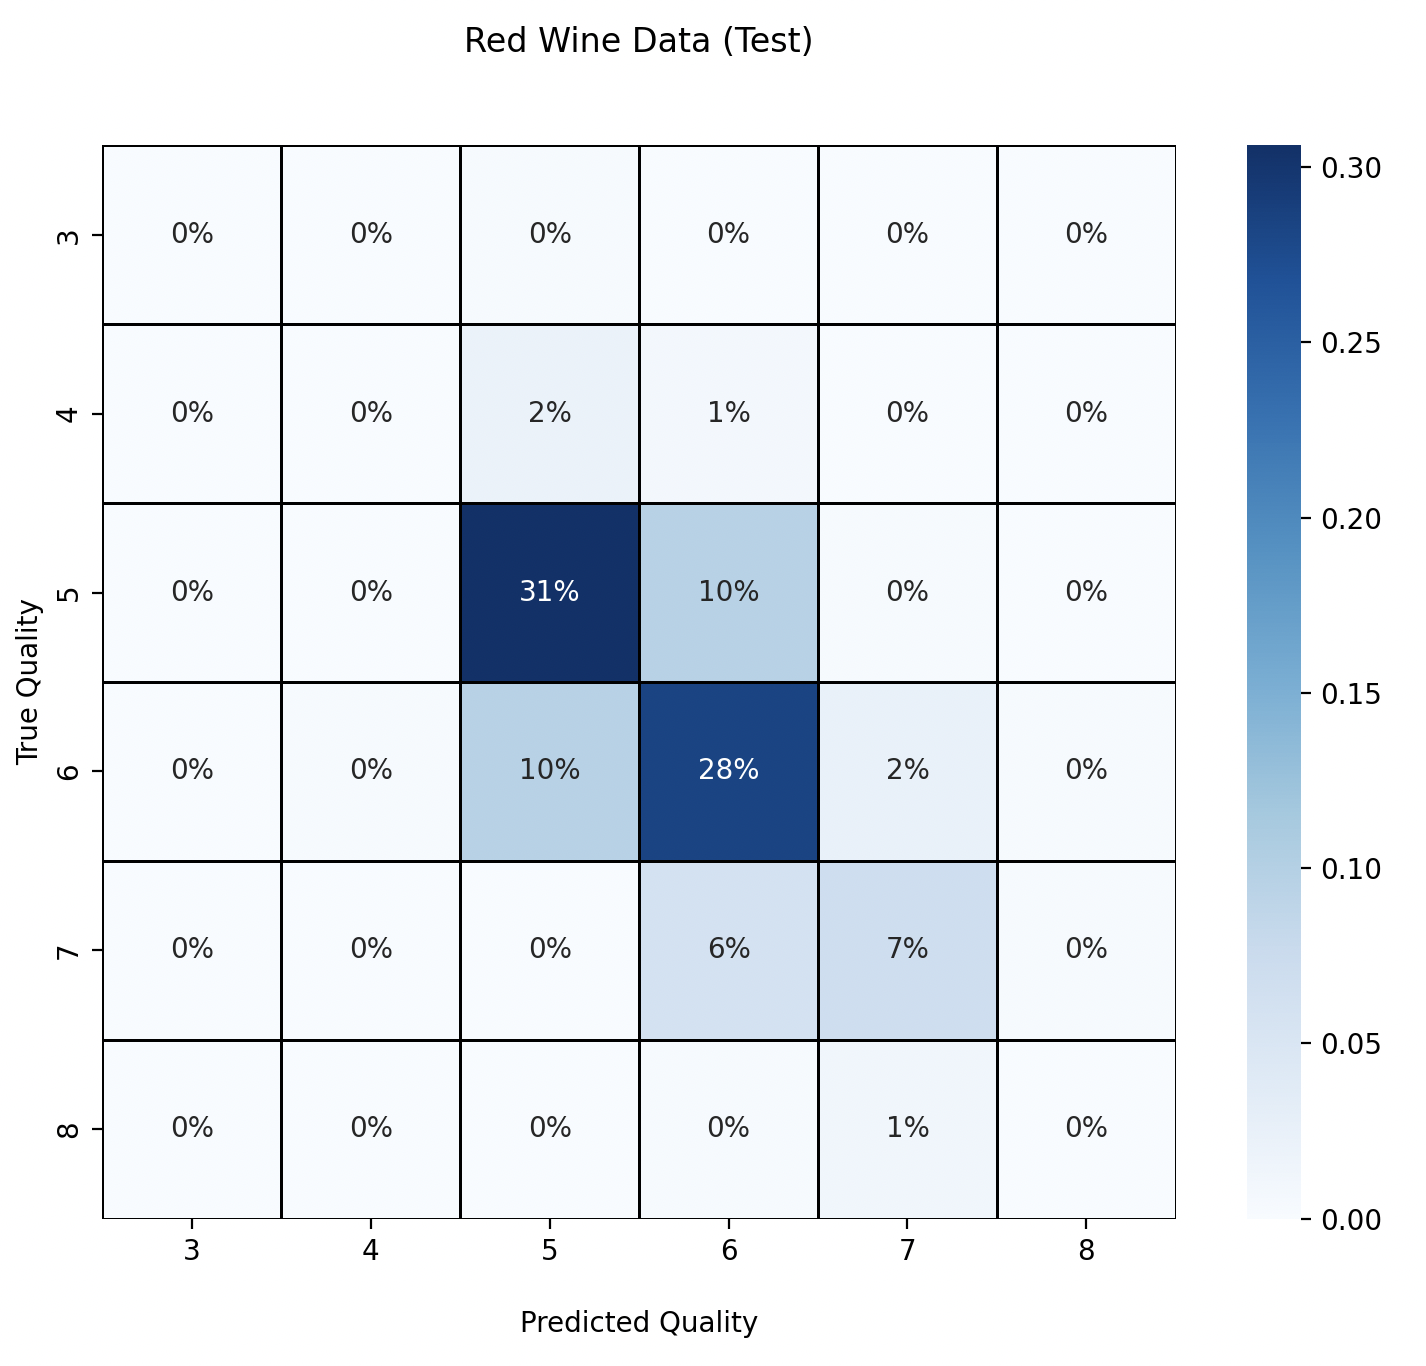 Red Wine Data (Test)
True Quality
3 0% 0% 0% 0% 0% 0%
4 0% 0% 2% 1% 0% 0%
5 0% 0% 31% 10% 0% 0%
6 0% 0% 10% 28% 2% 0%
7 0% 0% 0% 6% 7% 0%
8 0% 0% 0% 0% 1% 0%
3 4 5 6 7 8
Predicted Quality
0.30
0.25
0.20
0.15
0.10
0.05
0.00